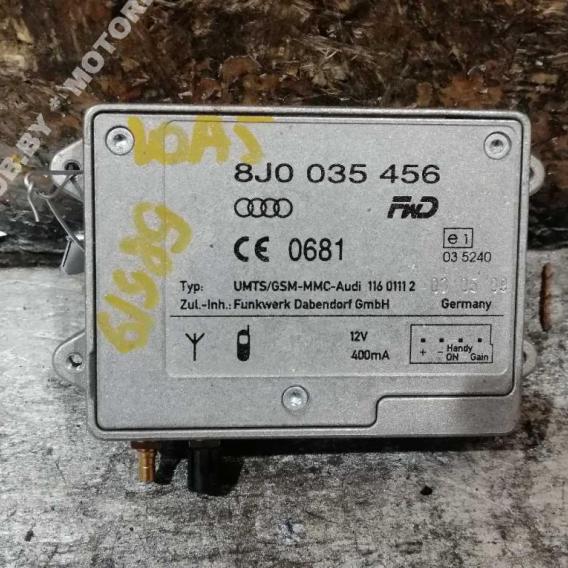 8J0 035 456
FWD
CE 0681
e1
03 5240
Typ: UMTS/GSM-MMC-Audi 116 0111 2
Zul.-Inh.: Funkwerk Dabendorf GmbH Germany
12V
400mA
+ - Handy ON Gain
61989